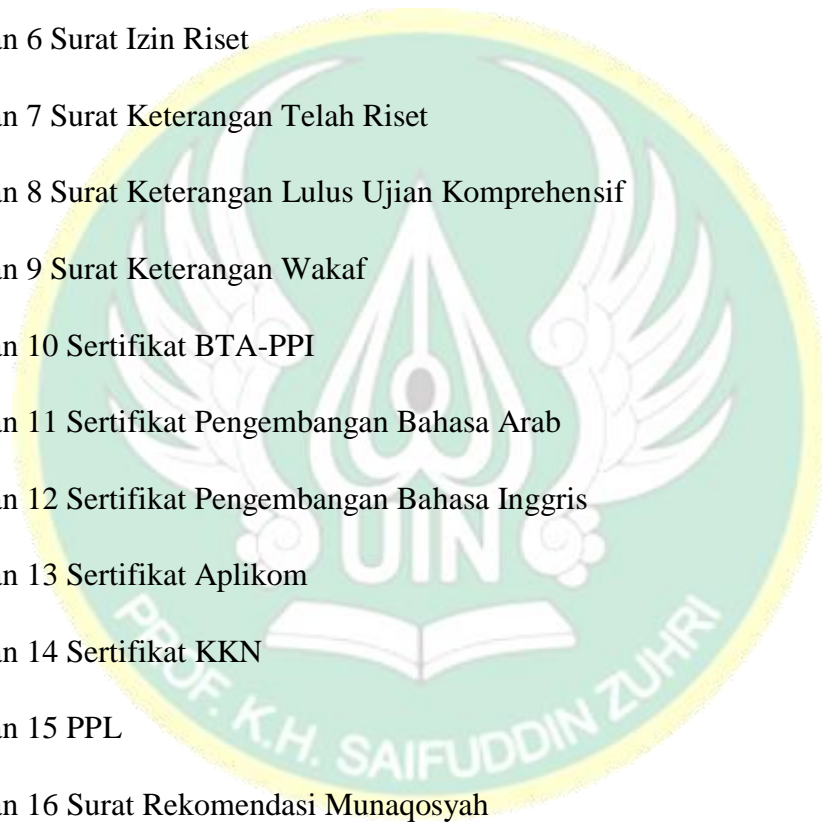 an 6 Surat Izin Riset
an 7 Surat Keterangan Telah Riset
an 8 Surat Keterangan Lulus Ujian Komprehensif
an 9 Surat Keterangan Wakaf
an 10 Sertifikat BTA-PPI
an 11 Sertifikat Pengembangan Bahasa Arab
an 12 Sertifikat Pengembangan Bahasa Inggris
an 13 Sertifikat Aplikom
an 14 Sertifikat KKN
an 15 PPL
an 16 Surat Rekomendasi Munaqosyah
UIN
PROF. K.H. SAIFUDDIN ZUHRI